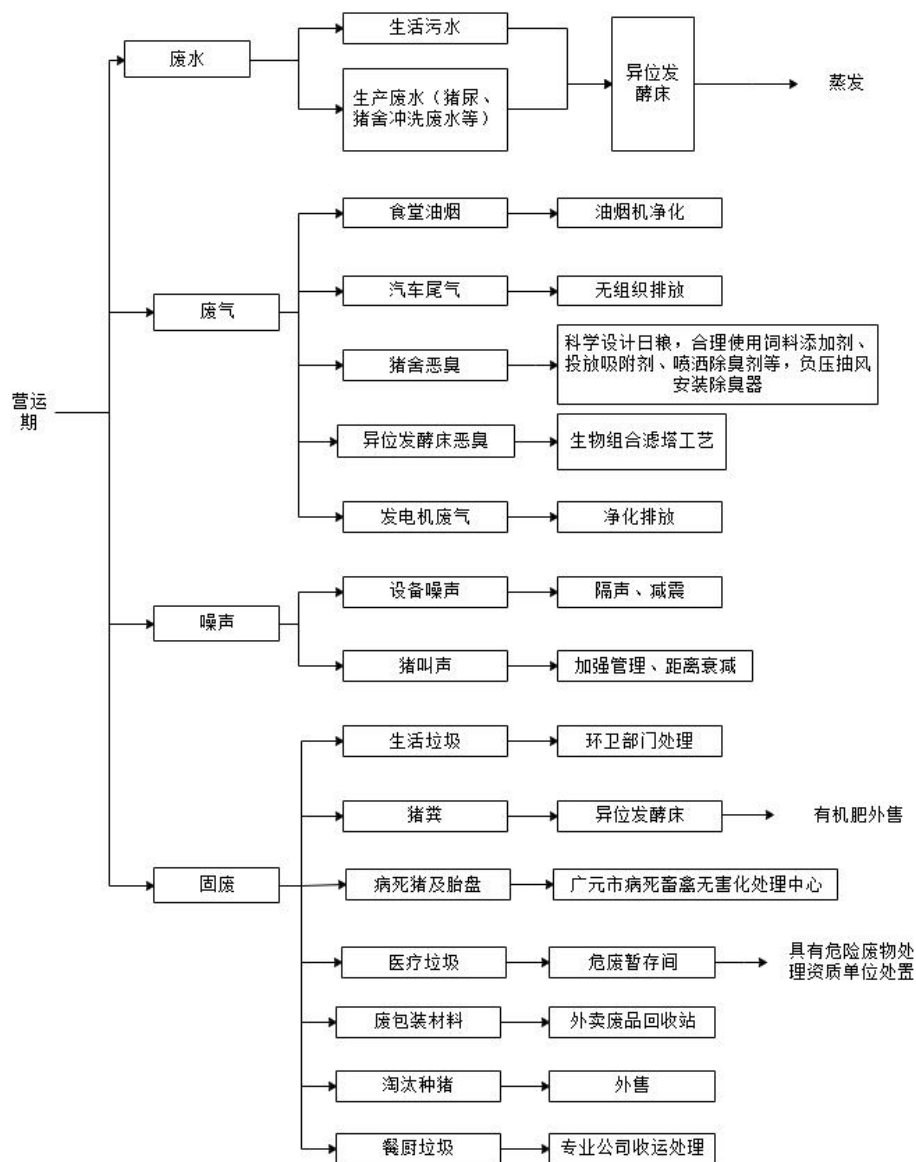 生活污水
废水
生产废水（猪尿、
猪舍冲洗废水等）
异位发
酵床
蒸发
食堂油烟
油烟机净化
汽车尾气
无组织排放
废气
猪舍恶臭
科学设计日粮，合理使用饲料添加剂、
投放吸附剂、喷洒除臭剂等，负压抽风
安装除臭器
营运
期
异位发酵床恶臭
生物组合滤塔工艺
发电机废气
净化排放
设备噪声
隔声、减震
噪声
猪叫声
加强管理、距离衰减
生活垃圾
环卫部门处理
猪粪
异位发酵床
有机肥外售
固废
病死猪及胎盘
广元市病死畜禽无害化处理中心
医疗垃圾
危废暂存间
具有危险废物处
理资质单位处置
废包装材料
外卖废品回收站
淘汰种猪
外售
餐厨垃圾
专业公司收运处理